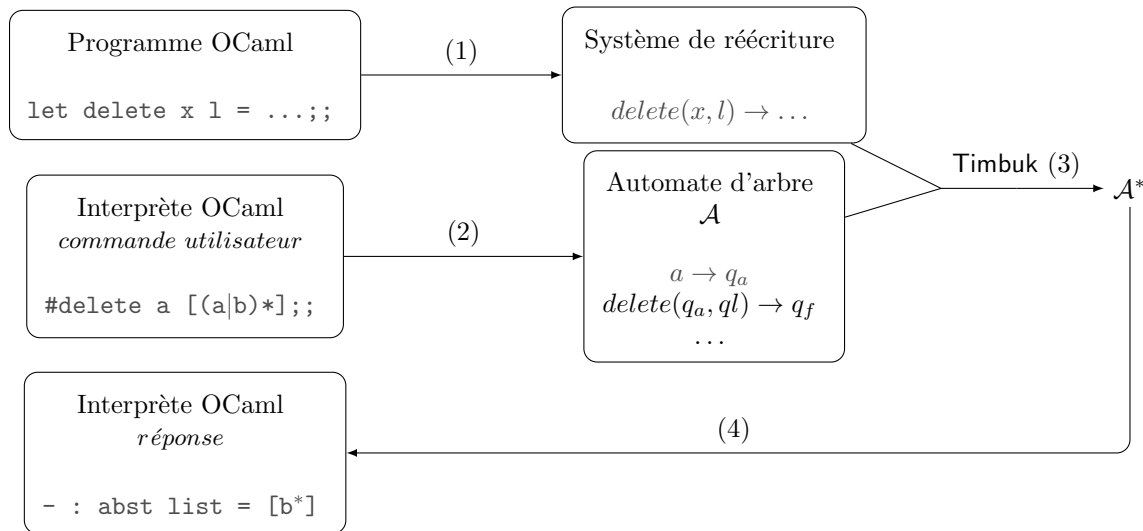 Programme OCaml
let delete x l = ...;;
(1)
Système de réécriture
delete(x, l) → ...
Interprète OCaml
commande utilisateur
#delete a [(a|b)*];;
(2)
Automate d'arbre
𝒜
a → q_a
delete(q_a, ql) → q_f
...
Timbuk (3)
𝒜*
Interprète OCaml
réponse
- : abst list = [b*]
(4)